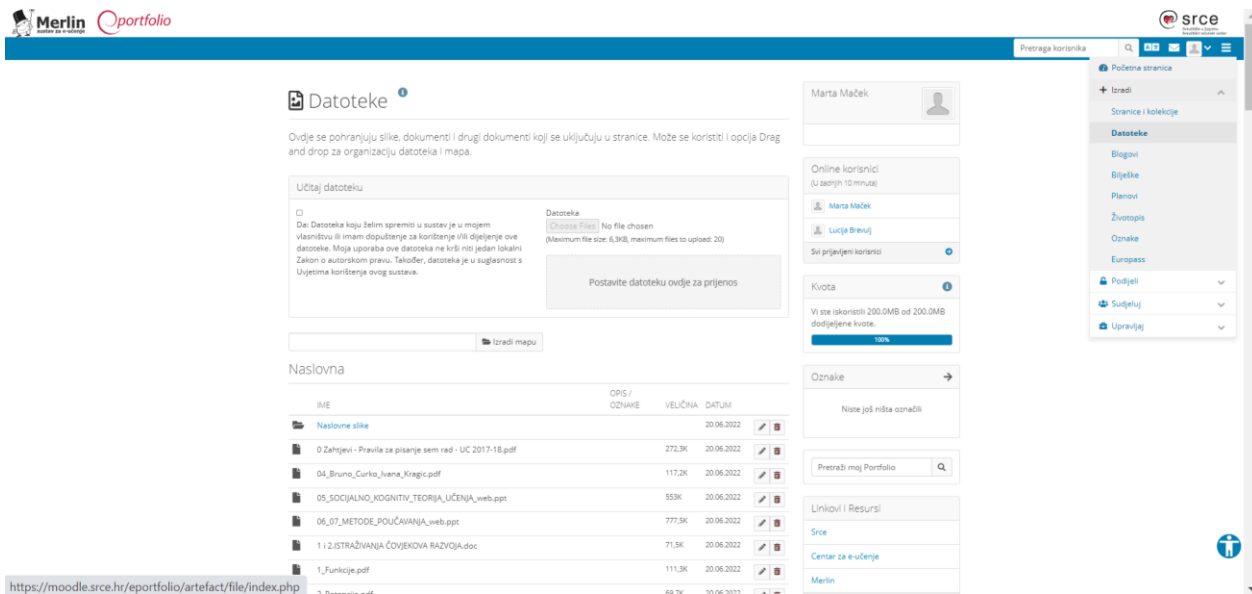 Merlin
sustav za e-učenje
portfolio
srce
Pretraga korisnika
Početna stranica
Izradi
Stranice i kolekcije
Datoteke
Blogovi
Bilješke
Planovi
Životopis
Oznake
Europass
Podijeli
Sudjeluj
Upravljaj
Datoteke
Ovdje se pohranjuju slike, dokumenti i drugi dokumenti koji se uključuju u stranice. Može se koristiti i opcija Drag
and drop za organizaciju datoteka i mapa.
Učitaj datoteku
Da: Datoteka koju želim spremiti u sustav je u mojem
vlasništvu ili imam dopuštenje za korištenje i/ili dijeljenje ove
datoteke. Moja uporaba ove datoteke ne krši niti jedan lokalni
Zakon o autorskom pravu. Također, datoteka je u suglasnost s
Uvjetima korištenja ovog sustava.
Datoteka
Choose Files No file chosen
(Maximum file size: 6,3KB, maximum files to upload: 20)
Postavite datoteku ovdje za prijenos
Izradi mapu
Naslovna
IME OPIS / OZNAKE VELIČINA DATUM
Naslovne slike 20.06.2022
0 Zahtjevi - Pravila za pisanje sem rad - UC 2017-18.pdf 272,3K 20.06.2022
04_Bruno_Curko_Ivana_Kragic.pdf 117,2K 20.06.2022
05_SOCIJALNO_KOGNITIV_TEORIJA_UČENJA_web.ppt 553K 20.06.2022
06_07_METODE_POUČAVANJA_web.ppt 777,5K 20.06.2022
1 i 2.ISTRAŽIVANJA ČOVJEKOVA RAZVOJA.doc 71,5K 20.06.2022
1_Funkcije.pdf 111,3K 20.06.2022
Marta Maček
Online korisnici
(U zadnjih 10 minuta)
Marta Maček
Lucija Brevulj
Svi prijavljeni korisnici
Kvota
Vi ste iskoristili 200.0MB od 200.0MB
dodijeljene kvote.
100%
Oznake
Niste još ništa označili
Pretraži moj Portfolio
Linkovi i Resursi
Srce
Centar za e-učenje
Merlin
https://moodle.srce.hr/eportfolio/artefact/file/index.php